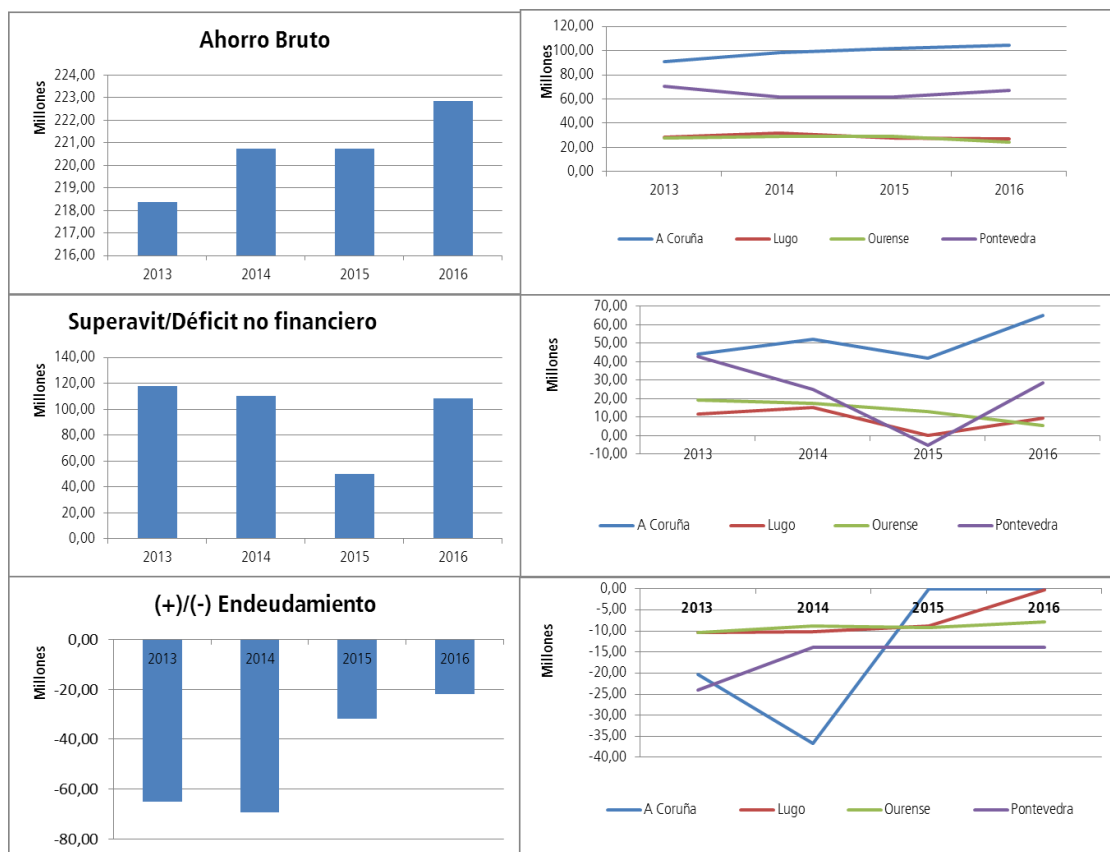 Ahorro Bruto
Millones
224,00
223,00
222,00
221,00
220,00
219,00
218,00
217,00
216,00
2013 2014 2015 2016
Millones
120,00
100,00
80,00
60,00
40,00
20,00
0,00
2013 2014 2015 2016
A Coruña Lugo Ourense Pontevedra
Superavit/Déficit no financiero
Millones
140,00
120,00
100,00
80,00
60,00
40,00
20,00
0,00
2013 2014 2015 2016
Millones
70,00
60,00
50,00
40,00
30,00
20,00
10,00
0,00
-10,00
2013 2014 2015 2016
A Coruña Lugo Ourense Pontevedra
(+)/(-) Endeudamiento
Millones
0,00
-20,00
-40,00
-60,00
-80,00
2013 2014 2015 2016
Millones
0,00
-5,00
-10,00
-15,00
-20,00
-25,00
-30,00
-35,00
-40,00
2013 2014 2015 2016
A Coruña Lugo Ourense Pontevedra